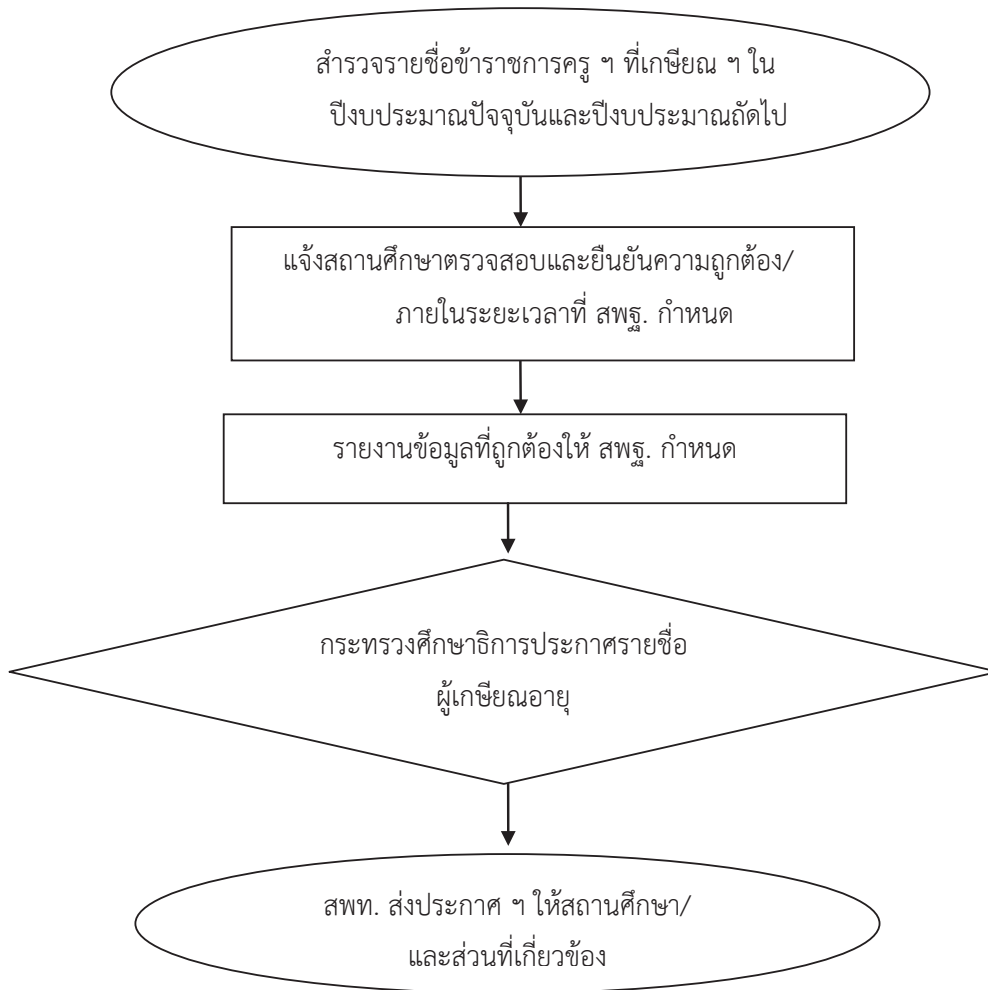 สำรวจรายชื่อข้าราชการครู ฯ ที่เกษียณ ฯ ใน
ปีงบประมาณปัจจุบันและปีงบประมาณถัดไป
แจ้งสถานศึกษาตรวจสอบและยืนยันความถูกต้อง/
ภายในระยะเวลาที่ สพฐ. กำหนด
รายงานข้อมูลที่ถูกต้องให้ สพฐ. กำหนด
กระทรวงศึกษาธิการประกาศรายชื่อ
ผู้เกษียณอายุ
สพท. ส่งประกาศ ฯ ให้สถานศึกษา/
และส่วนที่เกี่ยวข้อง